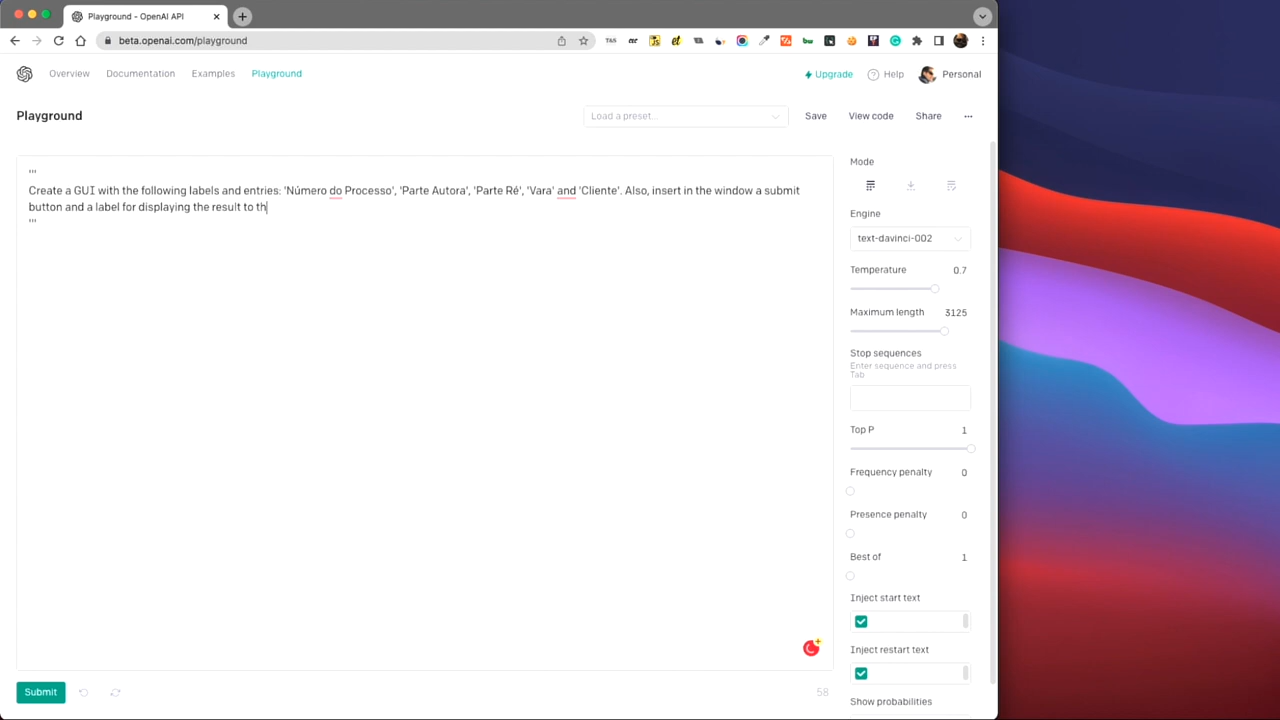 Playground - OpenAI API
beta.openai.com/playground
Overview
Documentation
Examples
Playground
Upgrade
Help
Personal
Playground
Load a preset...
Save
View code
Share
'''
Create a GUI with the following labels and entries: 'Número do Processo', 'Parte Autora', 'Parte Ré', 'Vara' and 'Cliente'. Also, insert in the window a submit
button and a label for displaying the result to th
'''
Mode
Engine
text-davinci-002
Temperature 0.7
Maximum length 3125
Stop sequences
Enter sequence and press
Tab
Top P 1
Frequency penalty 0
Presence penalty 0
Best of 1
Inject start text
Inject restart text
Show probabilities
Submit
58